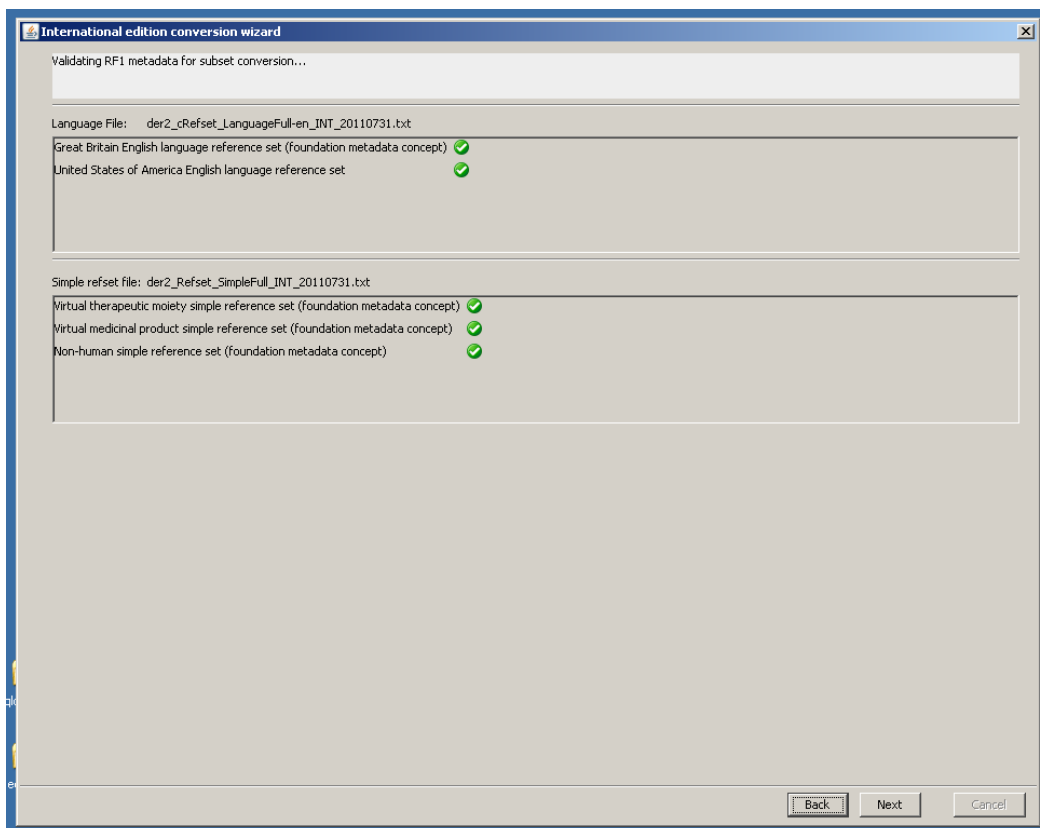 International edition conversion wizard
Validating RF1 metadata for subset conversion...
Language File: der2_cRefset_LanguageFull-en_INT_20110731.txt
Great Britain English language reference set (foundation metadata concept)
United States of America English language reference set
Simple refset file: der2_Refset_SimpleFull_INT_20110731.txt
Virtual therapeutic moiety simple reference set (foundation metadata concept)
Virtual medicinal product simple reference set (foundation metadata concept)
Non-human simple reference set (foundation metadata concept)
Back Next Cancel